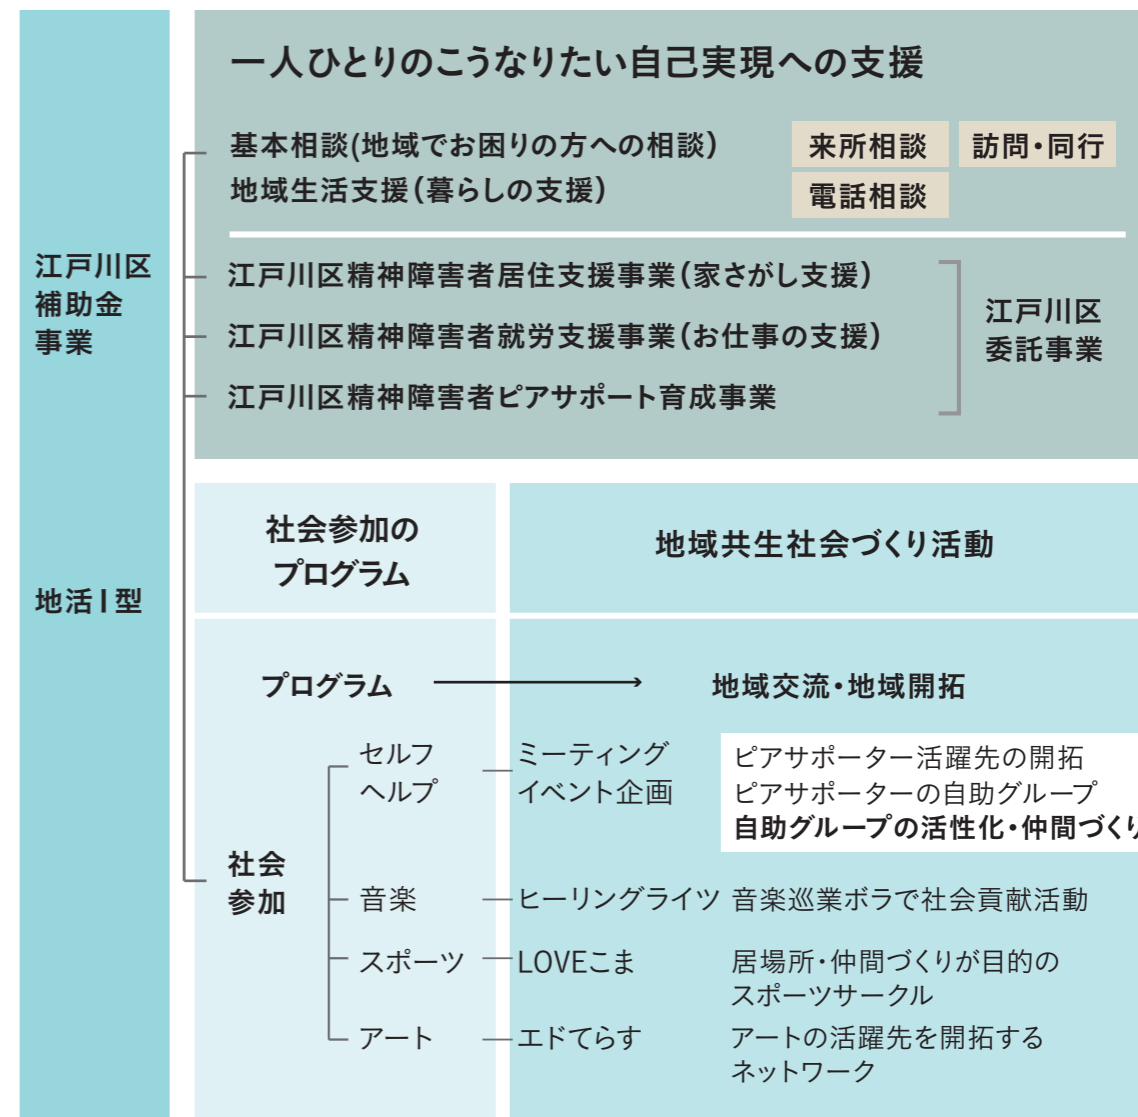 一人ひとりのこうなりたい自己実現への支援
基本相談(地域でお困りの方への相談)
来所相談
訪問・同行
地域生活支援(暮らしの支援)
電話相談
江戸川区
補助金
事業
江戸川区精神障害者居住支援事業(家さがし支援)
江戸川区精神障害者就労支援事業(お仕事の支援)
江戸川区精神障害者ピアサポート育成事業
江戸川区
委託事業
地活Ⅰ型
社会参加の
プログラム
地域共生社会づくり活動
プログラム
地域交流・地域開拓
社会
参加
セルフ
ヘルプ
ミーティング
イベント企画
ピアサポーター活躍先の開拓
ピアサポーターの自助グループ
自助グループの活性化・仲間づくり
音楽
ヒーリングライツ
音楽巡業ボラで社会貢献活動
スポーツ
LOVEこま
居場所・仲間づくりが目的の
スポーツサークル
アート
エドてらす
アートの活躍先を開拓する
ネットワーク